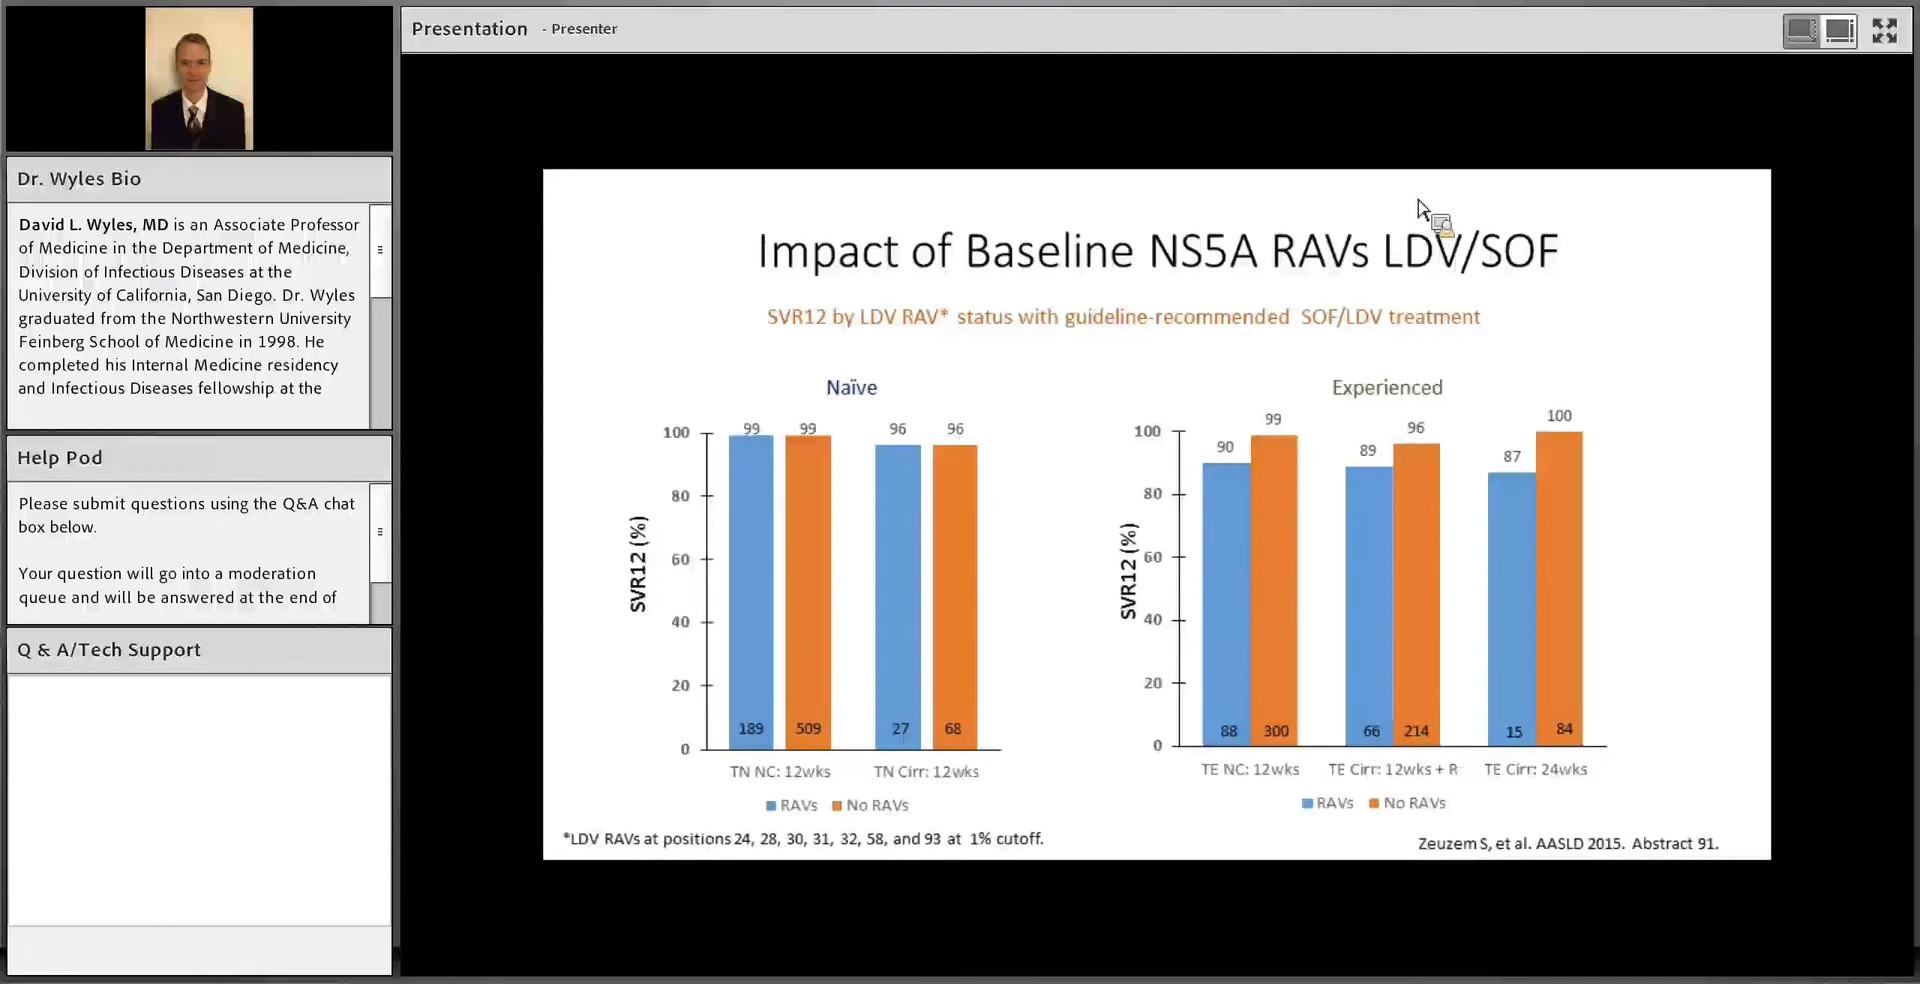 Presentation - Presenter
Dr. Wyles Bio
David L. Wyles, MD is an Associate Professor
of Medicine in the Department of Medicine,
Division of Infectious Diseases at the
University of California, San Diego. Dr. Wyles
graduated from the Northwestern University
Feinberg School of Medicine in 1998. He
completed his Internal Medicine residency
and Infectious Diseases fellowship at the
Help Pod
Please submit questions using the Q&A chat
box below.
Your question will go into a moderation
queue and will be answered at the end of
Q & A/Tech Support
Impact of Baseline NS5A RAVs LDV/SOF
SVR12 by LDV RAV* status with guideline-recommended SOF/LDV treatment
Naïve
SVR12 (%)
100
80
60
40
20
0
99 99 96 96
189 509 27 68
TN NC: 12wks TN Cirr: 12wks
RAVs No RAVs
Experienced
SVR12 (%)
100
80
60
40
20
0
90 99 89 96 87 100
88 300 66 214 15 84
TE NC: 12wks TE Cirr: 12wks + R TE Cirr: 24wks
RAVs No RAVs
*LDV RAVs at positions 24, 28, 30, 31, 32, 58, and 93 at 1% cutoff.
Zeuzem S, et al. AASLD 2015. Abstract 91.